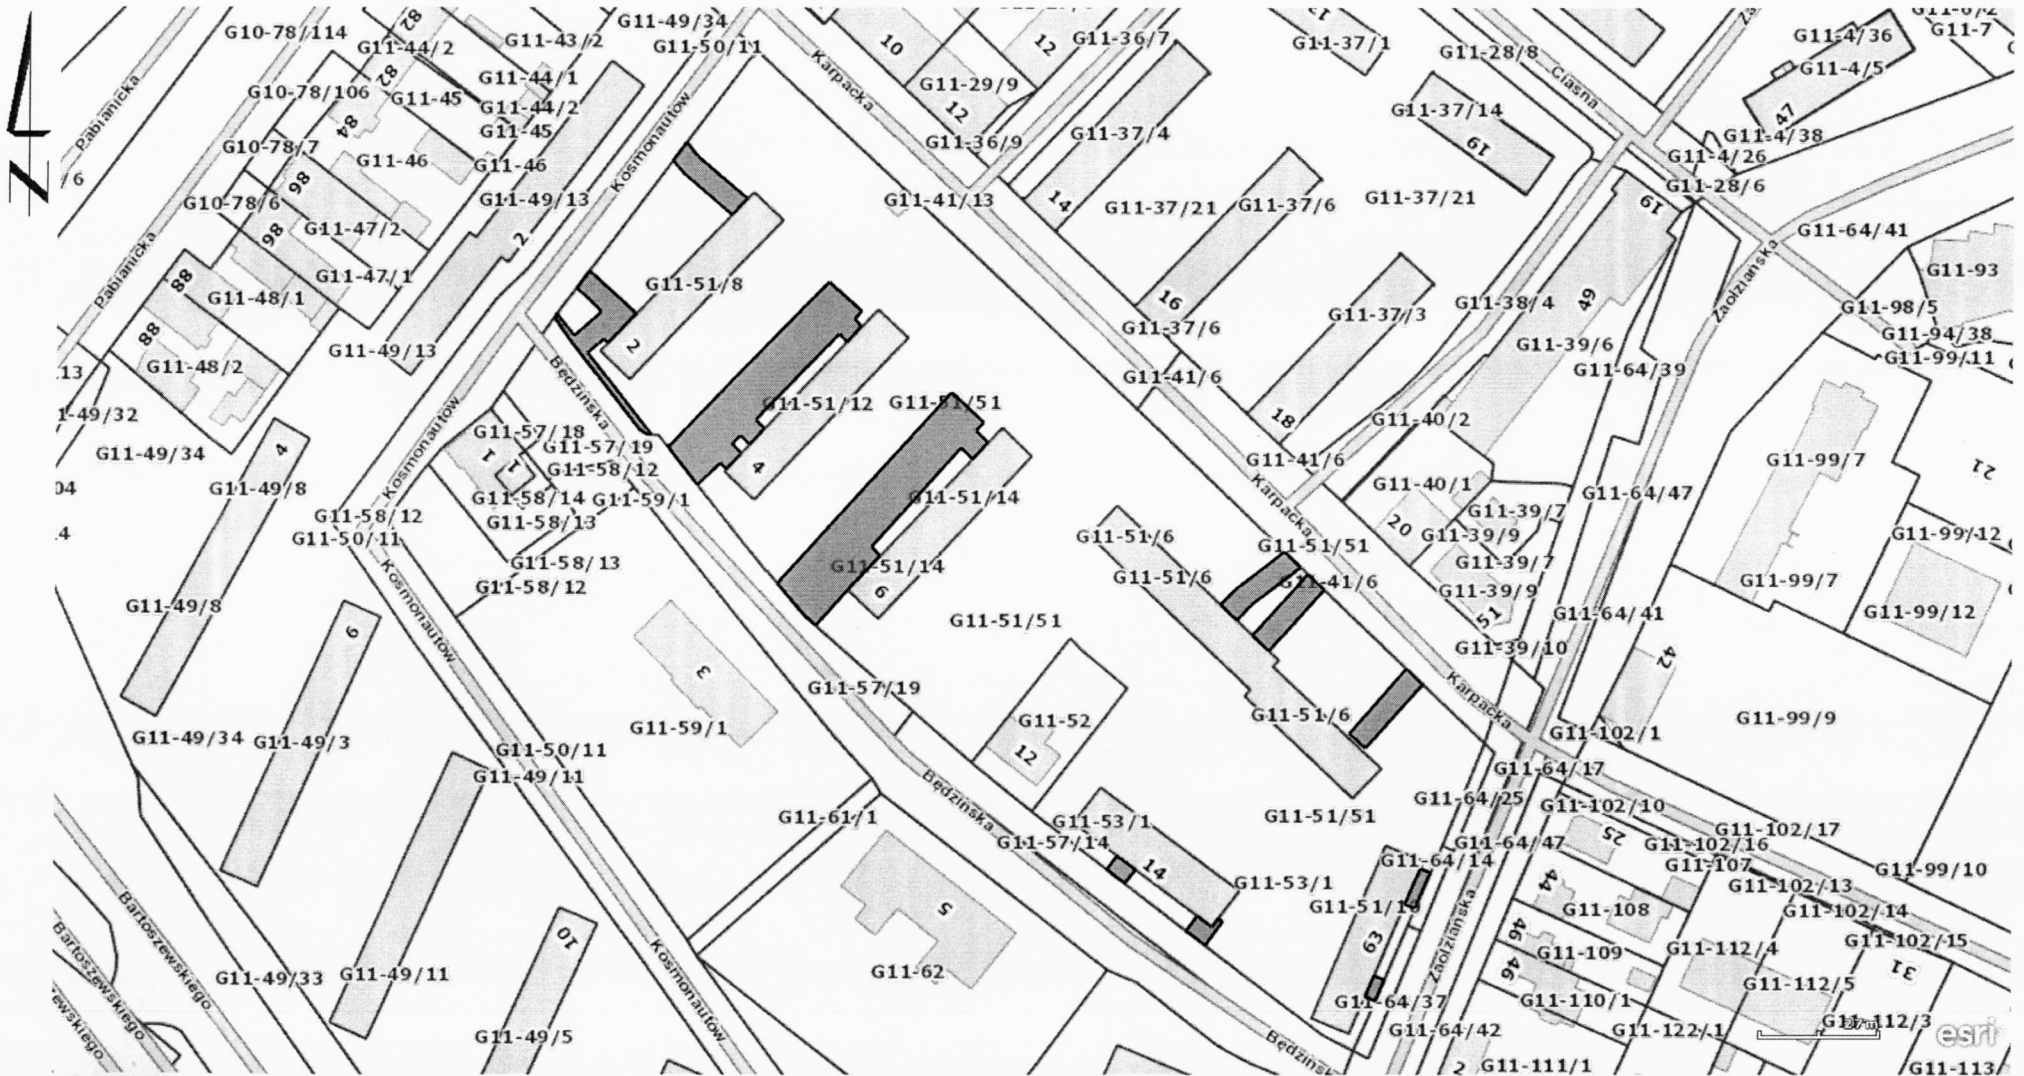 G11-49/34
G10-78/114
82
G11-43/2
G11-44/2
G11-50/11
Karpacka
10
12
G11-36/7
G11-37/1
G11-28/8
G11-4/36
G11-7
G11-4/5
82
G11-44/1
G10-78/106
G11-45
G11-44/2
G11-29/9
12
Ciasna
G11-37/14
47
Pabianicka
84
G11-45
G11-36/9
G11-37/4
19
G11-4/38
G10-78/7
G11-46
G11-46
Kosmonautów
G11-4/26
G11-28/6
86
G10-78/6
G11-49/13
G11-41/13
14
G11-37/21
G11-37/6
G11-37/21
19
98
G11-47/2
2
G11-64/41
Pabianicka
88
G11-47/1
G11-48/1
G11-51/8
16
G11-38/4
49
Zaolziańska
G11-93
G11-98/5
88
G11-37/6
G11-37/3
G11-94/38
G11-48/2
G11-49/13
2
G11-39/6
G11-99/11
G11-64/39
Będzińska
G11-41/6
G11-51/12
G11-51/51
18
G11-40/2
G11-49/34
4
Kosmonautów
G11-57/18
G11-57/19
1
1
G11-58/12
4
G11-41/6
G11-99/7
21
G11-49/8
G11-58/14
G11-59/1
G11-51/14
Karpacka
G11-40/1
G11-64/47
G11-58/12
G11-58/13
G11-39/7
G11-50/11
20
G11-39/9
G11-51/6
G11-51/51
G11-99/12
G11-58/13
G11-51/14
G11-51/6
G11-41/6
G11-39/7
G11-58/12
6
G11-39/9
G11-99/7
G11-49/8
51
G11-64/41
G11-99/12
Kosmonautów
G11-51/51
6
G11-39/10
42
3
G11-57/19
Karpacka
G11-59/1
G11-52
G11-51/6
G11-99/9
G11-49/34
G11-49/3
G11-50/11
12
G11-102/1
G11-49/11
G11-64/17
Będzińska
G11-64/25
G11-102/10
G11-61/1
G11-53/1
G11-51/51
G11-102/17
G11-57/14
G11-64/47
25
G11-102/16
G11-64/14
G11-107
G11-99/10
14
G11-53/1
44
G11-102/13
Bartoszewskiego
5
G11-51/16
G11-108
G11-102/14
Bartoszewskiego
10
63
Zaolziańska
46
G11-109
G11-112/4
G11-102/15
G11-49/33
G11-49/11
Kosmonautów
G11-62
46
31
G11-112/5
G11-64/37
G11-110/1
G11-49/5
G11-64/42
G11-122/1
G11-112/3
esri
2
G11-111/1
G11-113